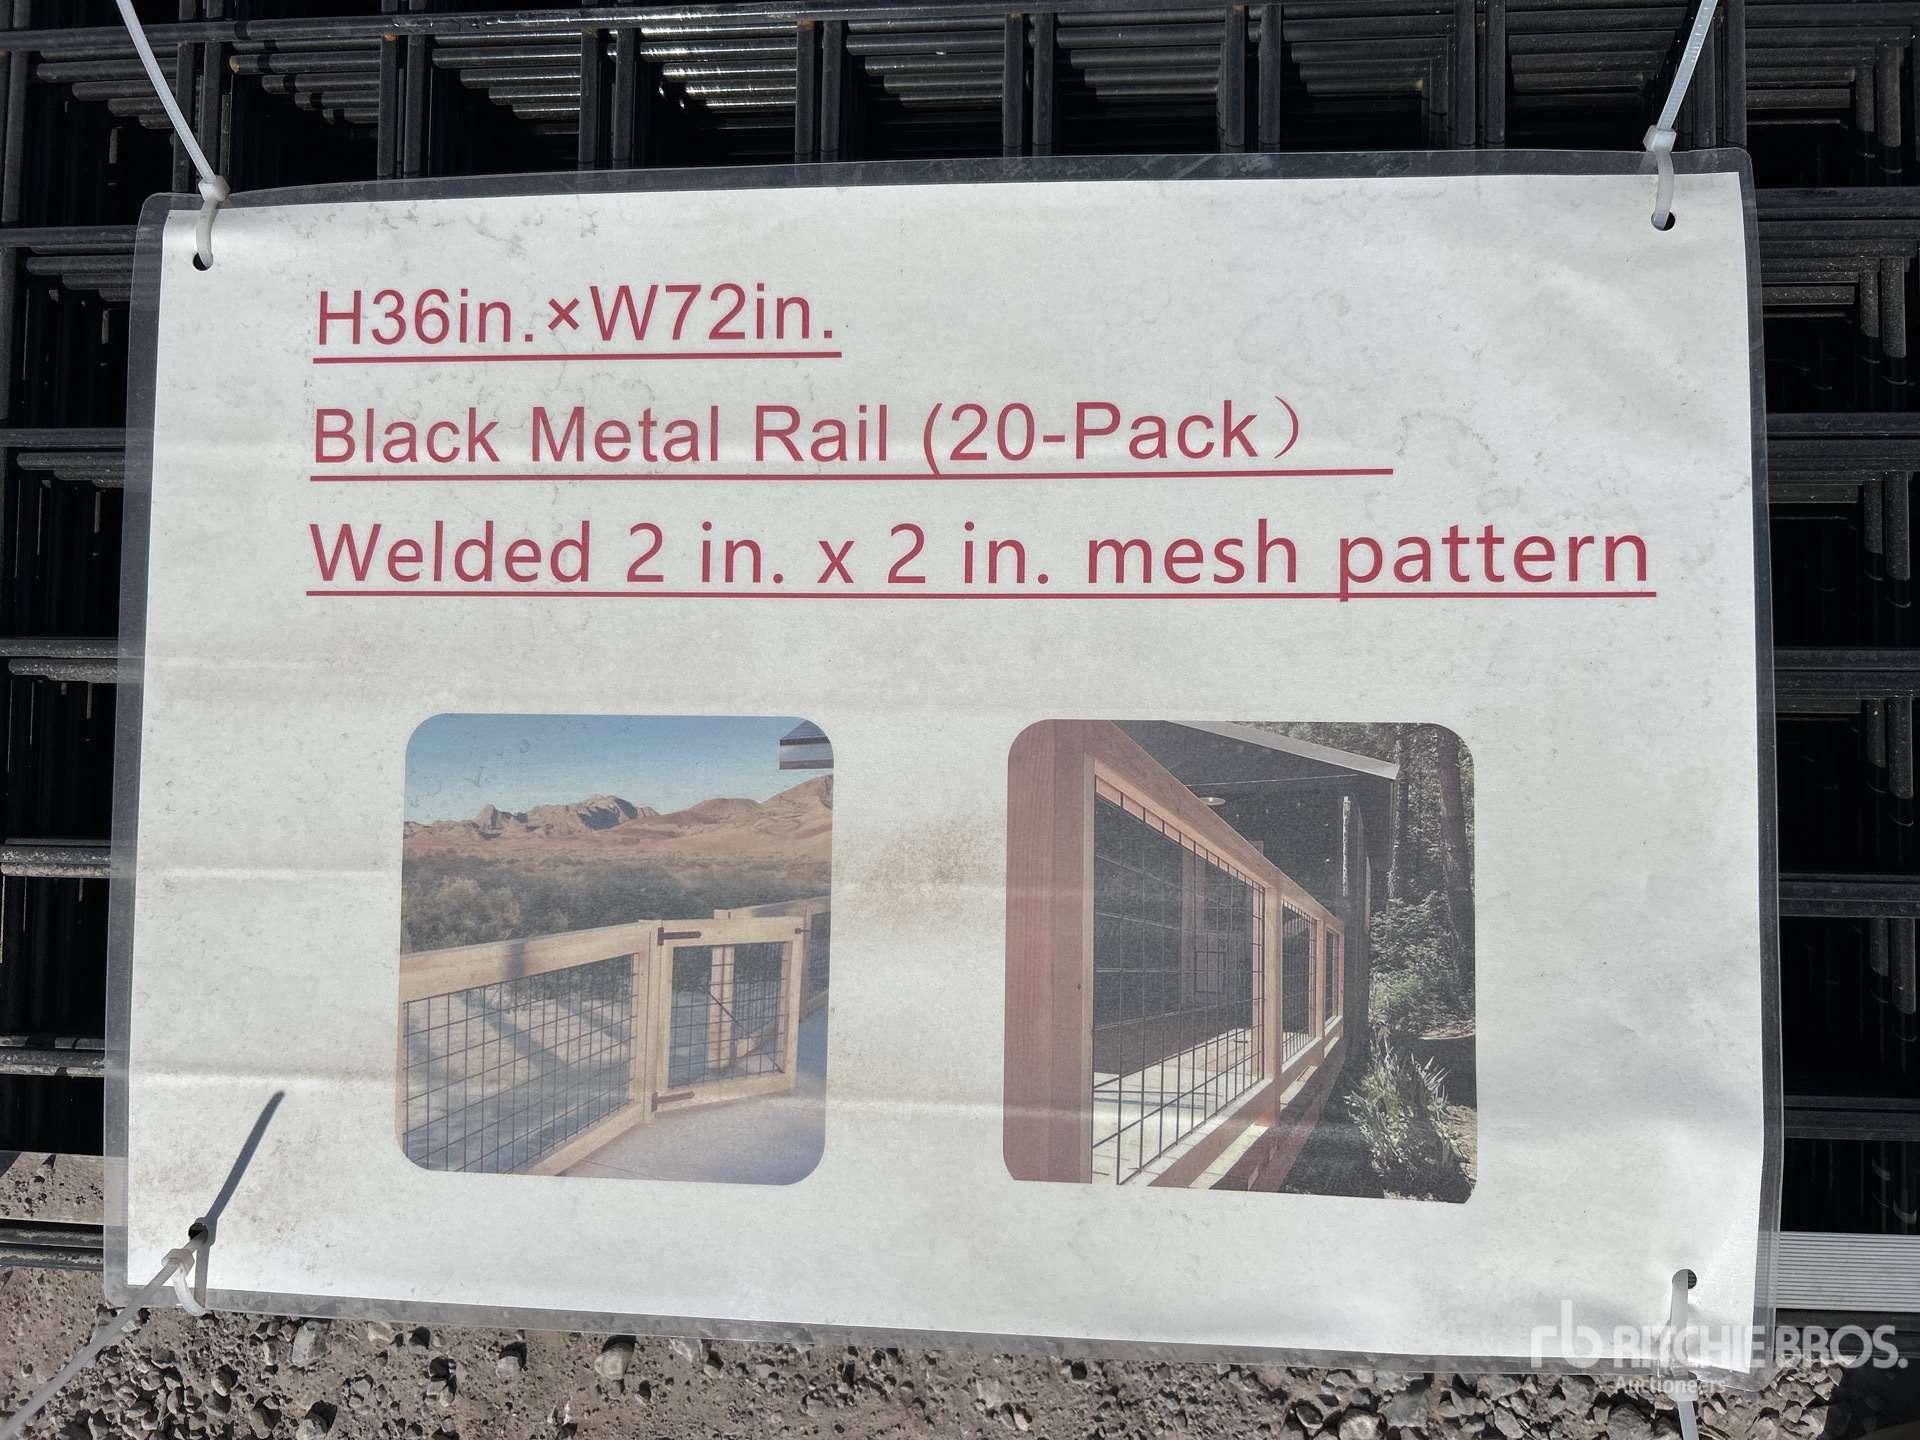 H36in.×W72in.
Black Metal Rail (20-Pack）
Welded 2 in. x 2 in. mesh pattern
rb RITCHIE BROS.
Auctioneers